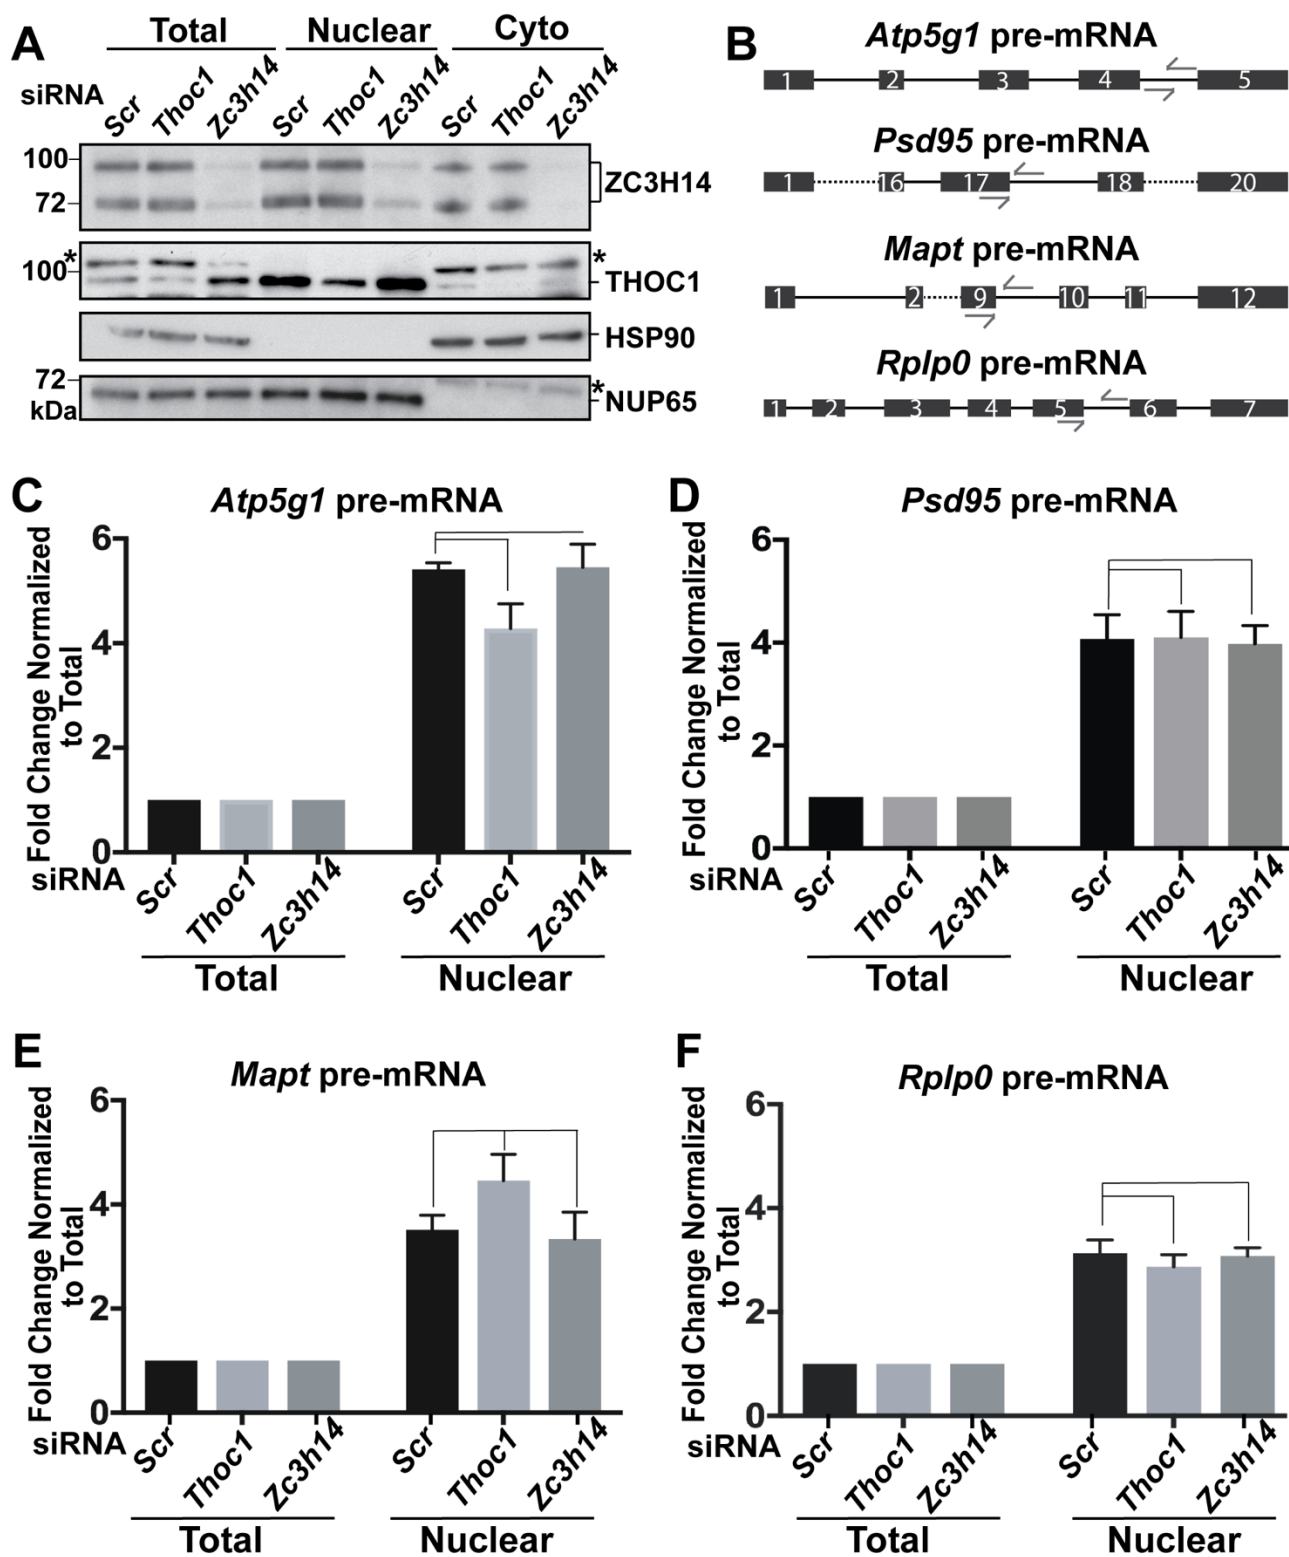 A
Total Nuclear Cyto
siRNA Scr Thoc1 Zc3h14 Scr Thoc1 Zc3h14 Scr Thoc1 Zc3h14
100
72
ZC3H14
*
100
*
THOC1
HSP90
72
kDa
*
NUP65
B
Atp5g1 pre-mRNA
1 2 3 4 5
Psd95 pre-mRNA
1 16 17 18 20
Mapt pre-mRNA
1 2 9 10 11 12
Rplp0 pre-mRNA
1 2 3 4 5 6 7
C
Atp5g1 pre-mRNA
Fold Change Normalized
to Total
6
4
2
0
siRNA Scr Thoc1 Zc3h14 Scr Thoc1 Zc3h14
Total Nuclear
D
Psd95 pre-mRNA
Fold Change Normalized
to Total
6
4
2
0
siRNA Scr Thoc1 Zc3h14 Scr Thoc1 Zc3h14
Total Nuclear
E
Mapt pre-mRNA
Fold Change Normalized
to Total
6
4
2
0
siRNA Scr Thoc1 Zc3h14 Scr Thoc1 Zc3h14
Total Nuclear
F
Rplp0 pre-mRNA
Fold Change Normalized
to Total
6
4
2
0
siRNA Scr Thoc1 Zc3h14 Scr Thoc1 Zc3h14
Total Nuclear